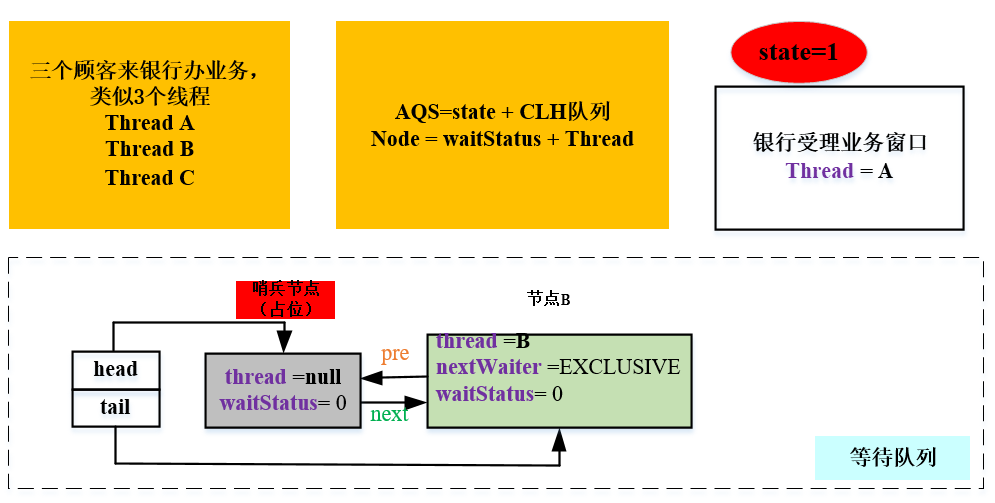 三个顾客来银行办业务，
类似3个线程
Thread A
Thread B
Thread C
AQS=state + CLH队列
Node = waitStatus + Thread
state=1
银行受理业务窗口
Thread = A
哨兵节点
（占位）
节点B
head
tail
thread =null
waitStatus= 0
pre
next
thread =B
nextWaiter =EXCLUSIVE
waitStatus= 0
等待队列